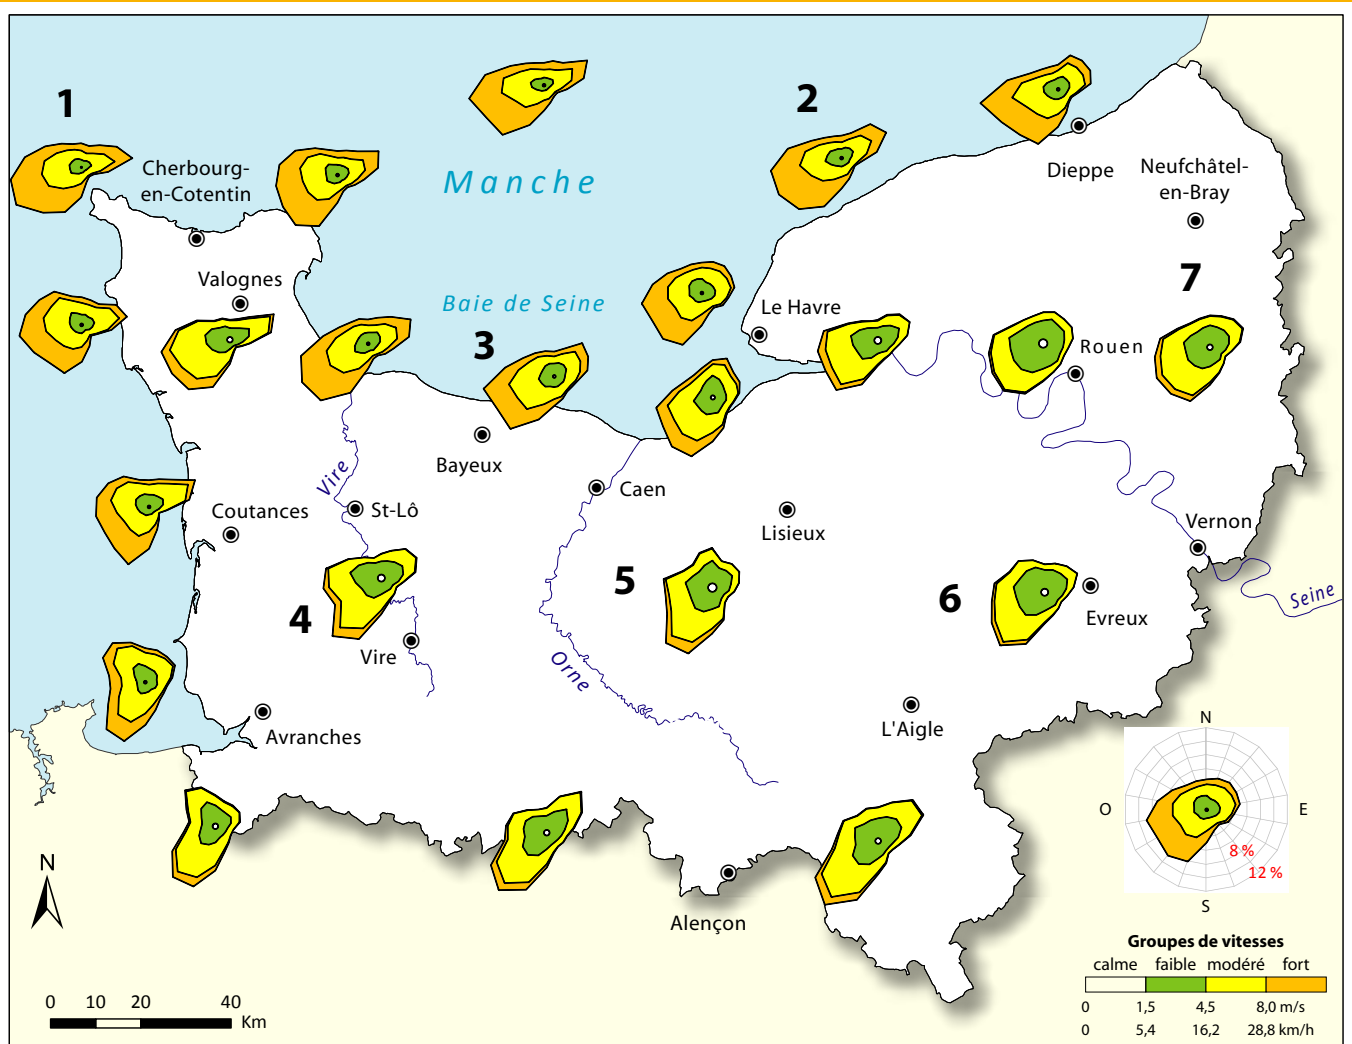 1
2
Cherbourg-
en-Cotentin
Manche
Dieppe
Neufchâtel-
en-Bray
Valognes
7
Baie de Seine
Le Havre
3
Rouen
Bayeux
Vire
Caen
Coutances
St-Lô
Lisieux
Vernon
5
6
4
Seine
Evreux
Vire
Orne
Avranches
L'Aigle
N
O
E
8 %
12 %
S
N
Alençon
Groupes de vitesses
calme faible modéré fort
0 1,5 4,5 8,0 m/s
0 5,4 16,2 28,8 km/h
0 10 20 40
Km